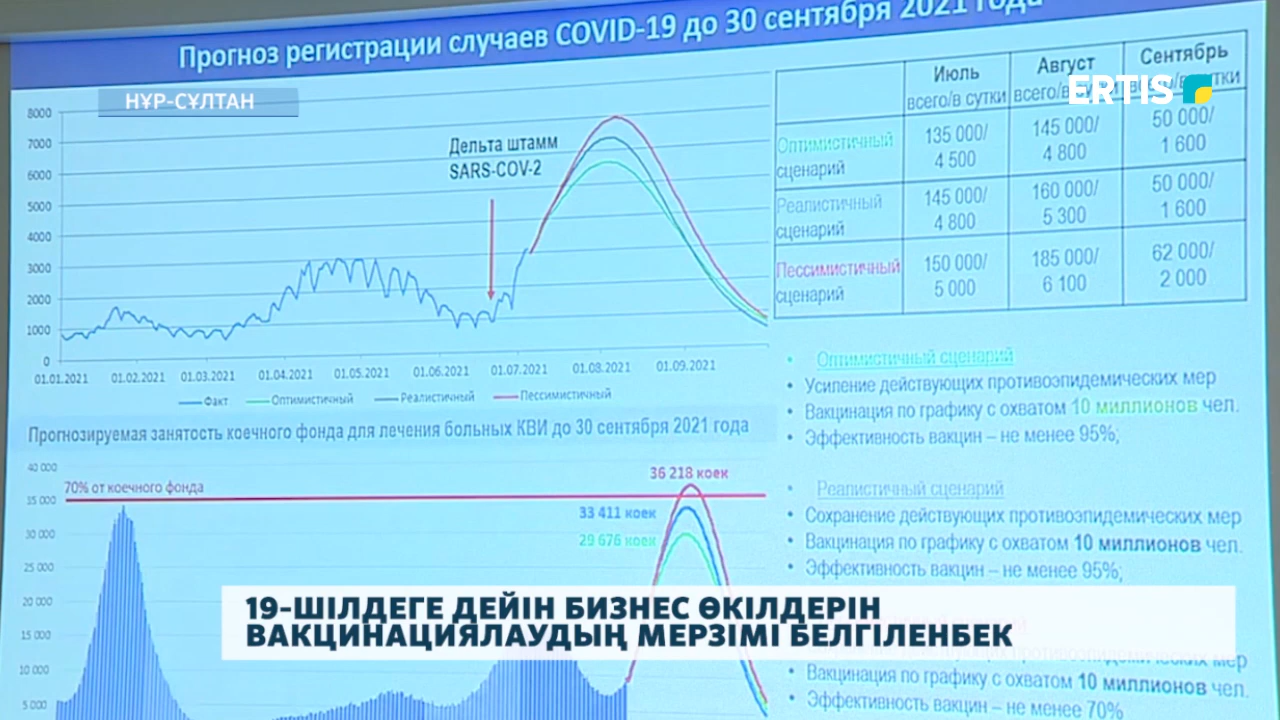 Прогноз регистрации случаев COVID-19 до 30 сентября 2021 года
НҰР-СҰЛТАН
ERTIS
8000
7000
6000
5000
4000
3000
2000
1000
0
Дельта штамм
SARS-COV-2
01.01.2021 01.02.2021 01.03.2021 01.04.2021 01.05.2021 01.06.2021 01.07.2021 01.08.2021 01.09.2021
Факт Оптимистичный Реалистичный Пессимистичный
Июль Август Сентябрь
всего/в сутки всего/в сутки всего/в сутки
Оптимистичный сценарий 135 000/ 4 500 145 000/ 4 800 50 000/ 1 600
Реалистичный сценарий 145 000/ 4 800 160 000/ 5 300 50 000/ 1 600
Пессимистичный сценарий 150 000/ 5 000 185 000/ 6 100 62 000/ 2 000
Прогнозируемая занятость коечного фонда для лечения больных КВИ до 30 сентября 2021 года
40 000
35 000
30 000
25 000
20 000
15 000
10 000
5 000
70% от коечного фонда
36 218 коек
33 411 коек
29 676 коек
• Оптимистичный сценарий
• Усиление действующих противоэпидемических мер
• Вакцинация по графику с охватом 10 миллионов чел.
• Эффективность вакцин – не менее 95%;
• Реалистичный сценарий
• Сохранение действующих противоэпидемических мер
• Вакцинация по графику с охватом 10 миллионов чел.
• Эффективность вакцин – не менее 95%;
противоэпидемических мер
• Вакцинация по графику с охватом 10 миллионов чел.
• Эффективность вакцин – не менее 70%
19-ШІЛДЕГЕ ДЕЙІН БИЗНЕС ӨКІЛДЕРІН
ВАКЦИНАЦИЯЛАУДЫҢ МЕРЗІМІ БЕЛГІЛЕНБЕК